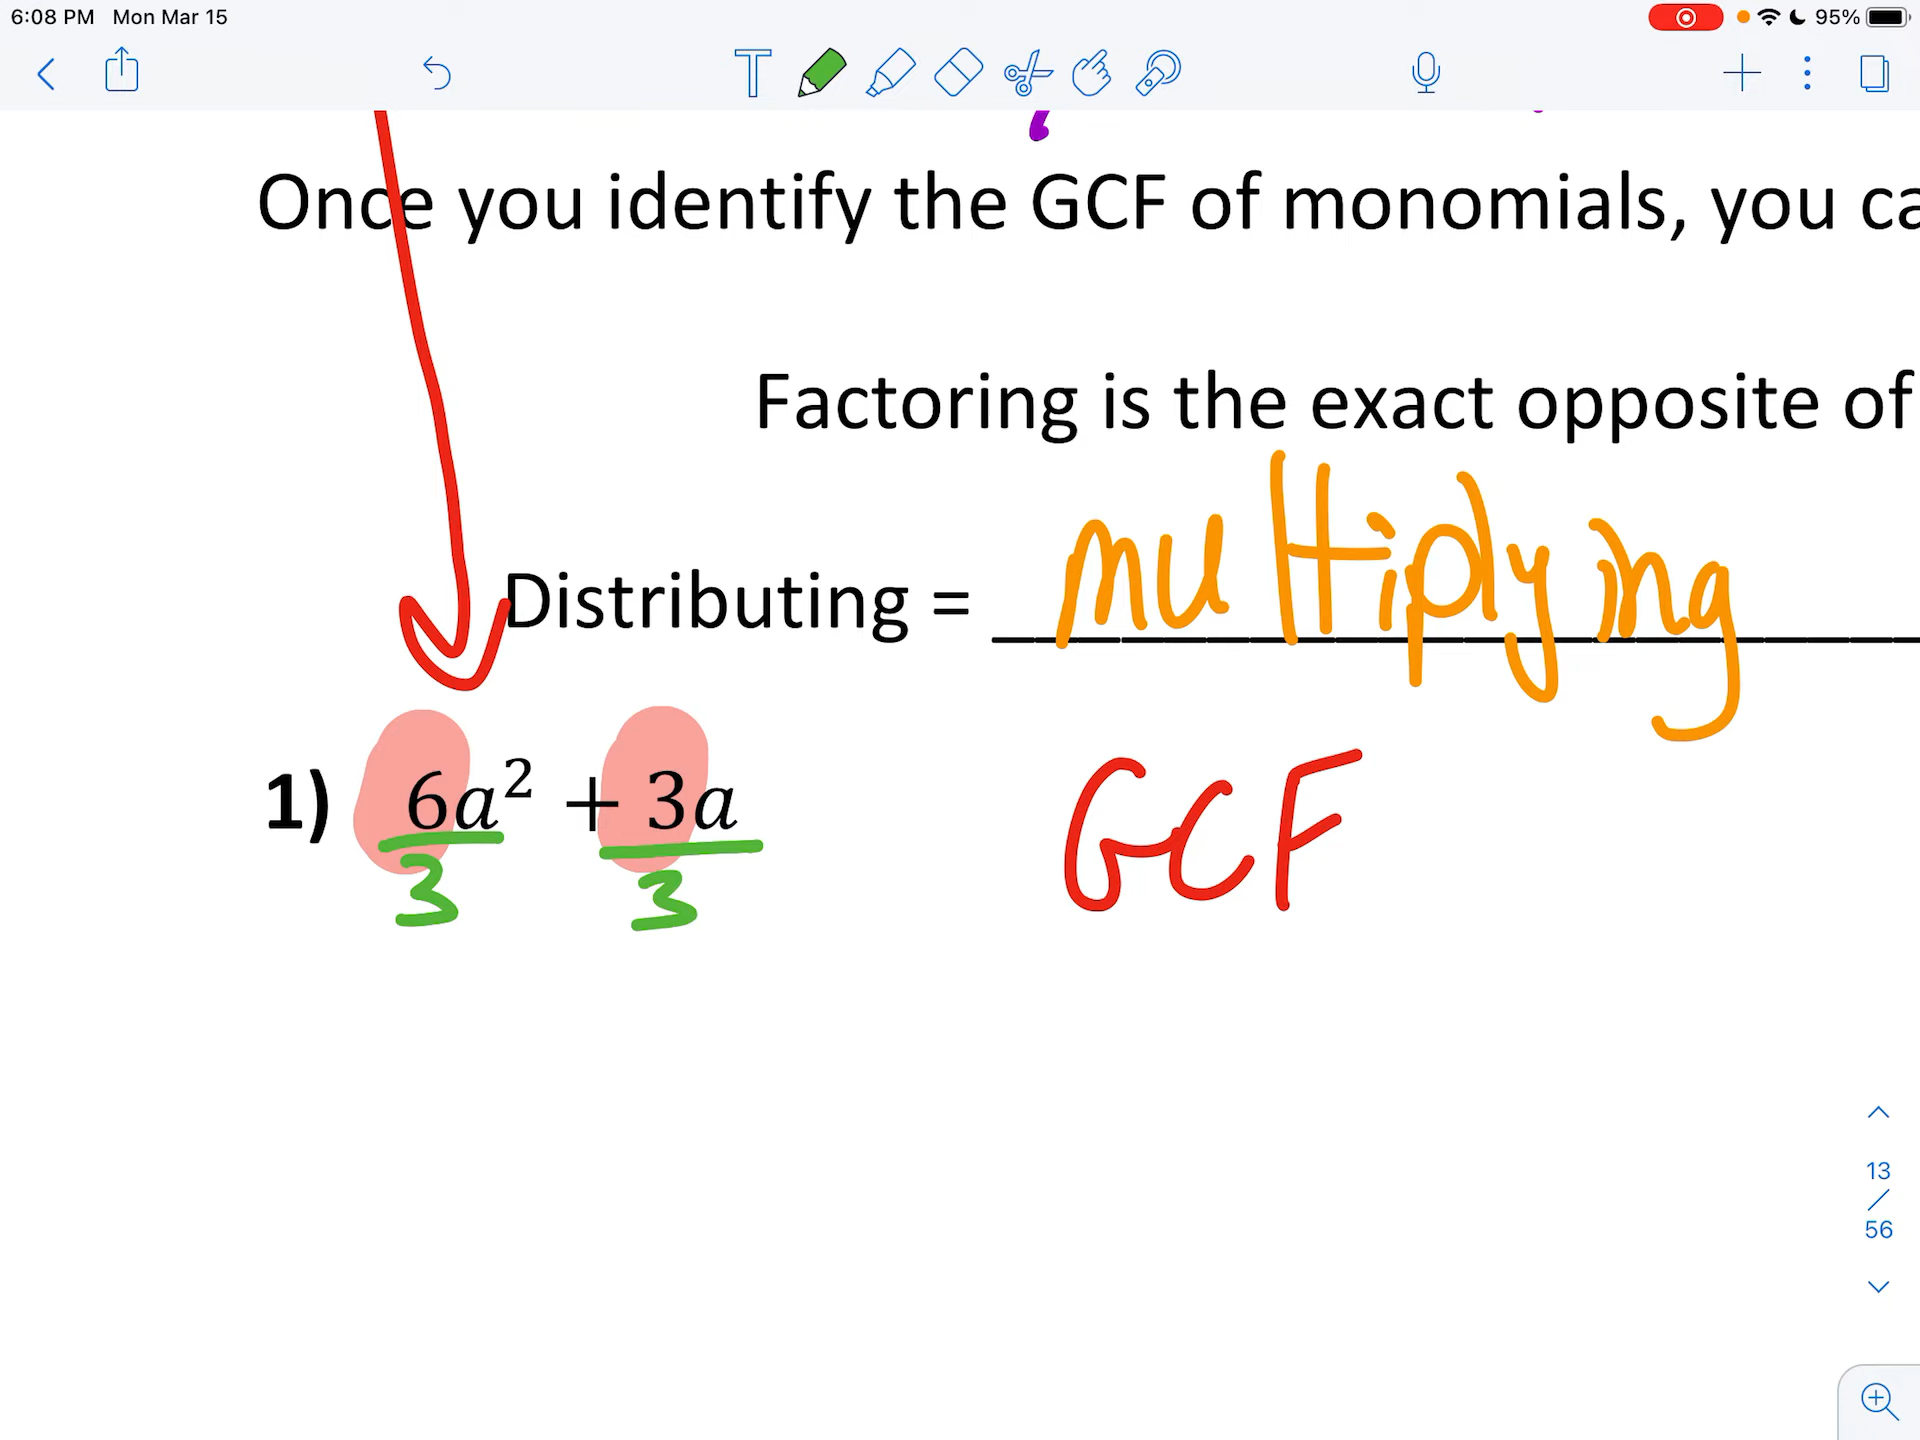 6:08 PM Mon Mar 15 95%
T
Once you identify the GCF of monomials, you ca
Factoring is the exact opposite of
Distributing = multiplying
1) 6a² + 3a GCF
3 3
13
/
56